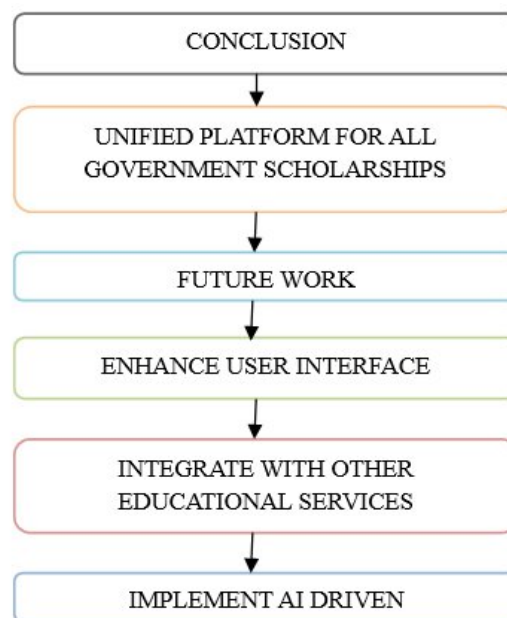 CONCLUSION
UNIFIED PLATFORM FOR ALL
GOVERNMENT SCHOLARSHIPS
FUTURE WORK
ENHANCE USER INTERFACE
INTEGRATE WITH OTHER
EDUCATIONAL SERVICES
IMPLEMENT AI DRIVEN